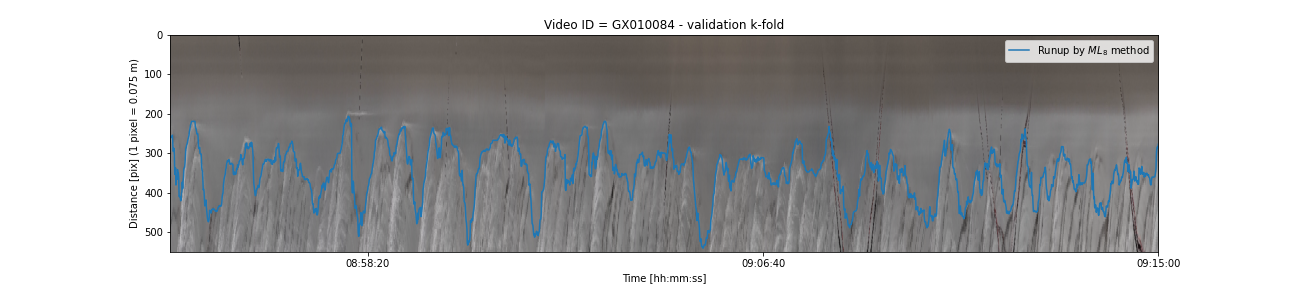 Video ID = GX010084 - validation k-fold
Runup by ML₈ method
Distance [pix] (1 pixel = 0.075 m)
0
100
200
300
400
500
08:58:20
09:06:40
09:15:00
Time [hh:mm:ss]